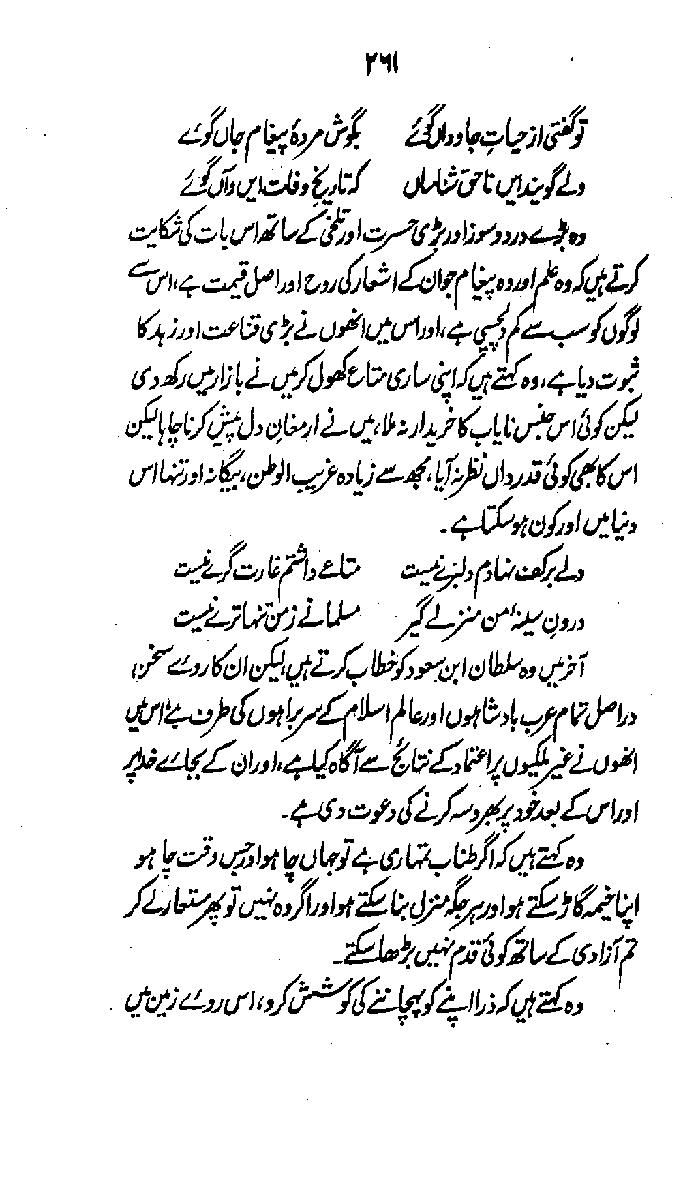 ۲۶۱
تو گفتی از حیاتِ جاوداں گوے   بگوش مردۂ پیغام جاں گوے
ولے گویند ایں ناحق شناساں   کہ تاریخِ وفات ایں و آں گوے
وہ بڑے درد و سوز اور بڑی حسرت اور تلخی کے ساتھ اس بات کی شکایت
کرتے ہیں کہ وہ علم اور وہ پیغام جو ان کے اشعار کی روح اور اصل قیمت ہے، اس سے
لوگوں کو سب سے کم دلچسپی ہے، اور اس میں انھوں نے بڑی قناعت اور زہد کا
ثبوت دیا ہے، وہ کہتے ہیں کہ اپنی ساری متاع کھول کر میں نے بازار میں رکھ دی
لیکن کوئی اس جنس نایاب کا خریدار نہ ملا، میں نے ارمغانِ دل پیش کرنا چاہا لیکن
اس کا بھی کوئی قدرداں نظر نہ آیا، مجھ سے زیادہ غریب الوطن، بیگانہ اور تنہا اس
دنیا میں اور کون ہو سکتا ہے۔
دلے برکف نہادم دلبرے نیست   متاعے داشتم غارت گرے نیست
درون سینۂ من منزلے گیر   مسلمانے زمن تنہا ترے نیست
آخر میں وہ سلطان ابن سعود کو خطاب کرتے ہیں، لیکن ان کا روے سخن
دراصل تمام عرب بادشاہوں اور عالمِ اسلام کے سربراہوں کی طرف ہے، اس میں
انھوں نے غیر ملکیوں پر اعتماد کے نتائج سے آگاہ کیا ہے، اور ان کے بجاے خدا پر
اور اس کے بعد خود پر بھروسہ کرنے کی دعوت دی ہے۔
وہ کہتے ہیں کہ اگر طناب تمہاری ہے تو جہاں چاہو اور جس وقت چاہو
اپنا خیمہ گاڑ سکتے ہو اور ہر جگہ منزل بنا سکتے ہو اور اگر وہ نہیں تو پھر مستعار لے کر
تم آزادی کے ساتھ کوئی قدم نہیں بڑھا سکتے۔
وہ کہتے ہیں کہ ذرا اپنے کو پہچاننے کی کوشش کرو، اس روے زمین میں